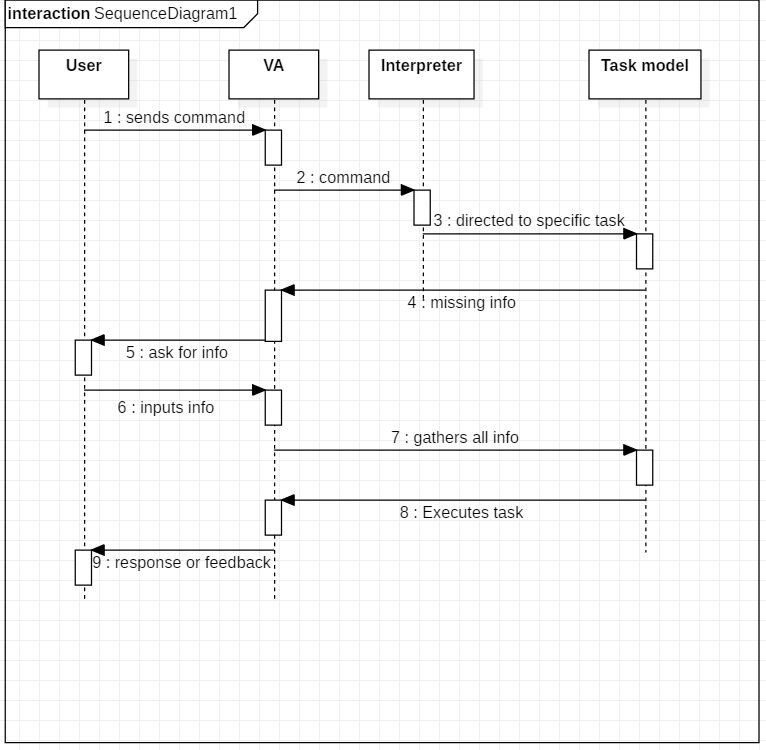 interaction SequenceDiagram1
User
VA
Interpreter
Task model
1 : sends command
2 : command
3 : directed to specific task
4 : missing info
5 : ask for info
6 : inputs info
7 : gathers all info
8 : Executes task
9 : response or feedback